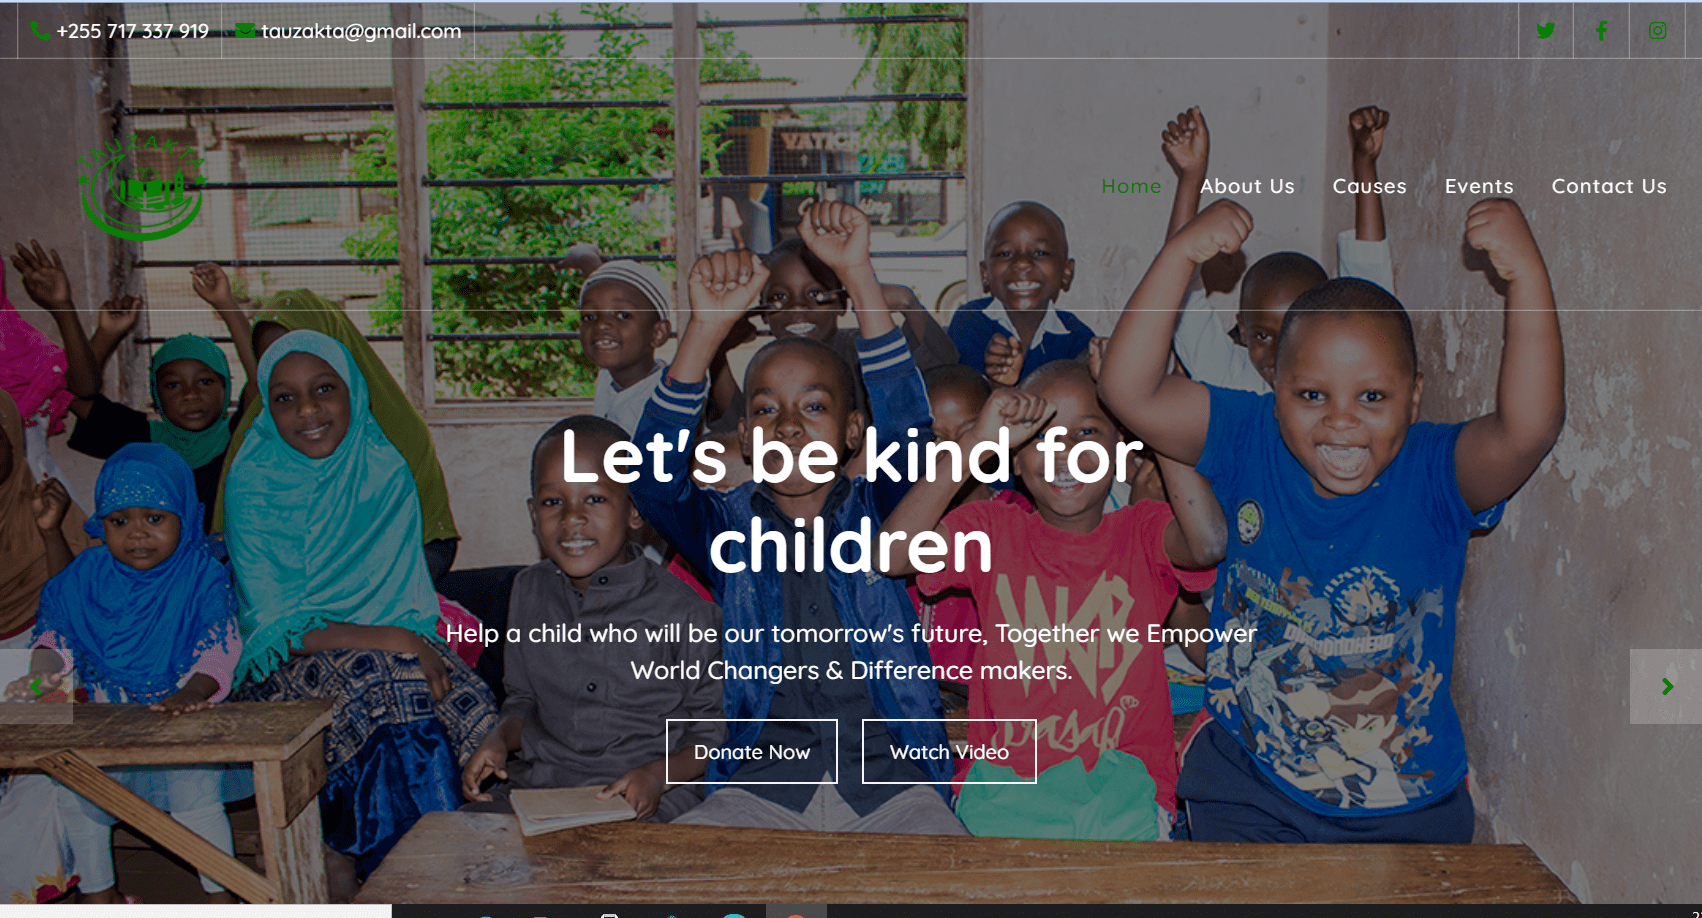 +255 717 337 919 tauzakta@gmail.com
TAUZAKTA
Home About Us Causes Events Contact Us
Let's be kind for
children
Help a child who will be our tomorrow's future, Together we Empower
World Changers & Difference makers.
Donate Now Watch Video